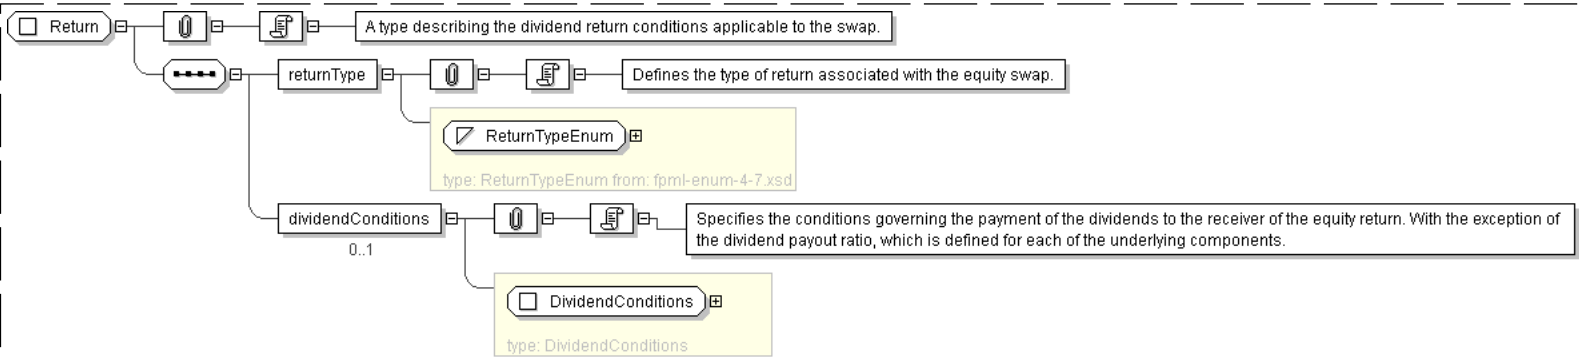 Return
A type describing the dividend return conditions applicable to the swap.
returnType
Defines the type of return associated with the equity swap.
ReturnTypeEnum
type: ReturnTypeEnum from: fpml-enum-4-7.xsd
dividendConditions
0..1
Specifies the conditions governing the payment of the dividends to the receiver of the equity return. With the exception of
the dividend payout ratio, which is defined for each of the underlying components.
DividendConditions
type: DividendConditions